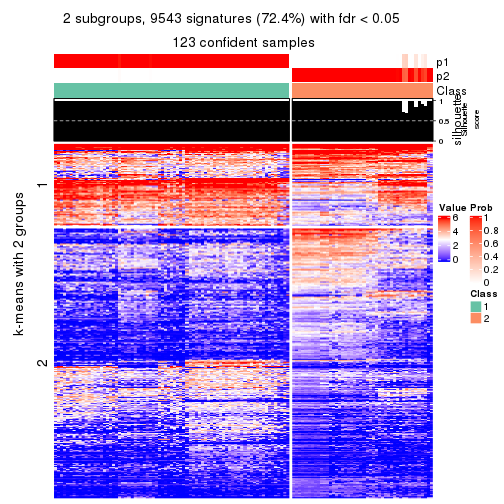 2 subgroups, 9543 signatures (72.4%) with fdr < 0.05
123 confident samples
p1
p2
Class
1
0.5
0
silhouette
Silhouette
score
k-means with 2 groups
1
2
Value
6
4
2
0
Prob
1
0.8
0.6
0.4
0.2
0
Class
1
2